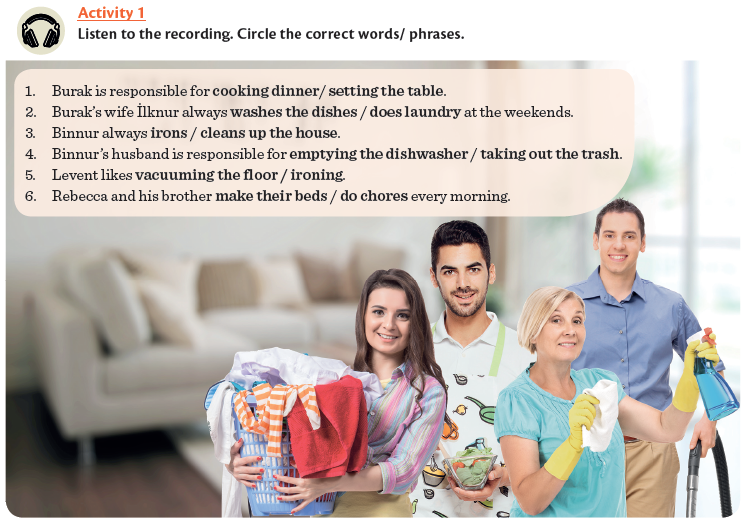 Activity 1
Listen to the recording. Circle the correct words/ phrases.
1. Burak is responsible for cooking dinner/ setting the table.
2. Burak’s wife İlknur always washes the dishes / does laundry at the weekends.
3. Binnur always irons / cleans up the house.
4. Binnur’s husband is responsible for emptying the dishwasher / taking out the trash.
5. Levent likes vacuuming the floor / ironing.
6. Rebecca and his brother make their beds / do chores every morning.